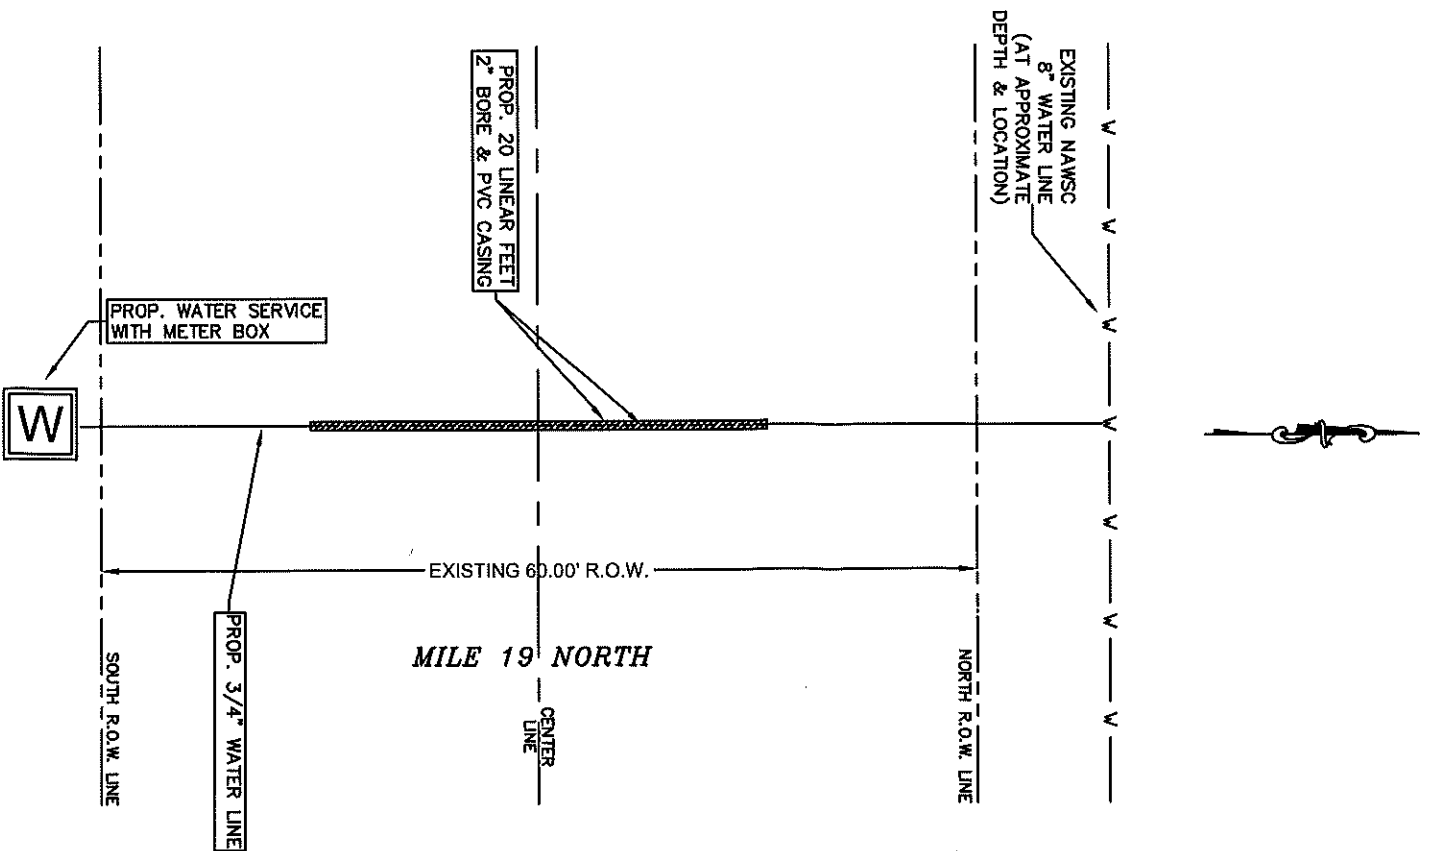 EXISTING NAWSC
8" WATER LINE
(AT APPROXIMATE
DEPTH & LOCATION)
PROP. 20 LINEAR FEET
2" BORE & PVC CASING
PROP. WATER SERVICE
WITH METER BOX
W
W
W
W
W
W
W
W
EXISTING 60.00' R.O.W.
MILE 19 NORTH
PROP. 3/4" WATER LINE
SOUTH R.O.W. LINE
CENTER
LINE
NORTH R.O.W. LINE